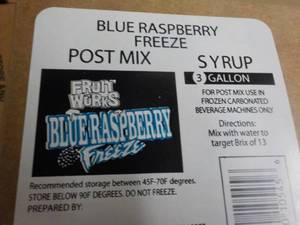 BLUE RASPBERRY
FREEZE
POST MIX
SYRUP
3 GALLON
FRUIT
WORKS
BLUE RASPBERRY
Freeze
FOR POST MIX USE IN
FROZEN CARBONATED
BEVERAGE MACHINES ONLY
Directions:
Mix with water to
target Brix of 13
Recommended storage between 45F-70F degrees.
STORE BELOW 90F DEGREES. DO NOT FREEZE.
PREPARED BY: